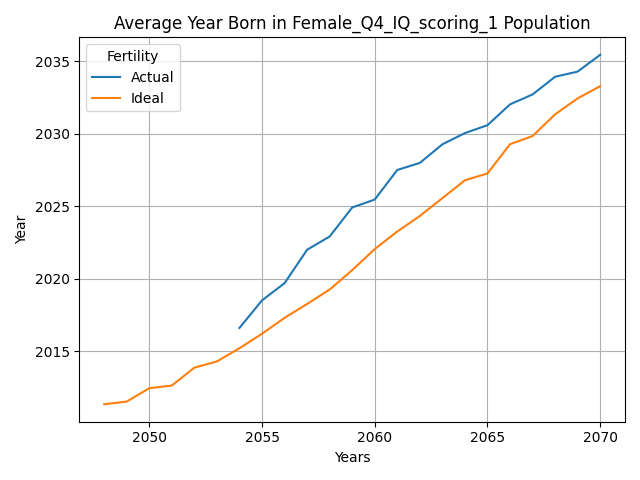 Average Year Born in Female_Q4_IQ_scoring_1 Population
Fertility
Actual
Ideal
Year
2035
2030
2025
2020
2015
2050 2055 2060 2065 2070
Years